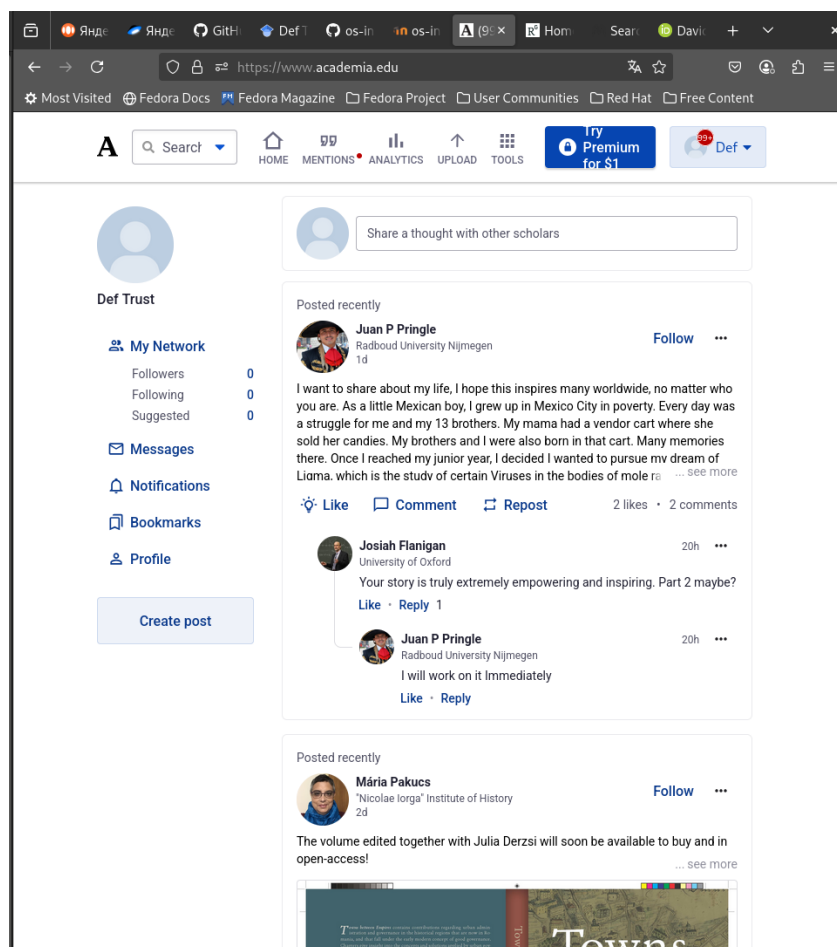 Янде
Янде
GitH
Def T
os-in
os-in
(99
Hom
Searc
Davi
https://www.academia.edu
Most Visited
Fedora Docs
Fedora Magazine
Fedora Project
User Communities
Red Hat
Free Content
A
Search
HOME
MENTIONS
ANALYTICS
UPLOAD
TOOLS
Try
Premium
for $1
99+
Def
Def Trust
My Network
Followers 0
Following 0
Suggested 0
Messages
Notifications
Bookmarks
Profile
Create post
Share a thought with other scholars
Posted recently
Juan P Pringle
Radboud University Nijmegen
1d
Follow
I want to share about my life, I hope this inspires many worldwide, no matter who
you are. As a little Mexican boy, I grew up in Mexico City in poverty. Every day was
a struggle for me and my 13 brothers. My mama had a vendor cart where she
sold her candies. My brothers and I were also born in that cart. Many memories
there. Once I reached my junior year, I decided I wanted to pursue my dream of
Ligma, which is the study of certain Viruses in the bodies of mole ra ... see more
Like
Comment
Repost
2 likes • 2 comments
Josiah Flanigan
20h
University of Oxford
Your story is truly extremely empowering and inspiring. Part 2 maybe?
Like • Reply 1
Juan P Pringle
20h
Radboud University Nijmegen
I will work on it Immediately
Like • Reply
Posted recently
Mária Pakucs
"Nicolae Iorga" Institute of History
2d
Follow
The volume edited together with Julia Derzsi will soon be available to buy and in
open-access!
... see more
Towns